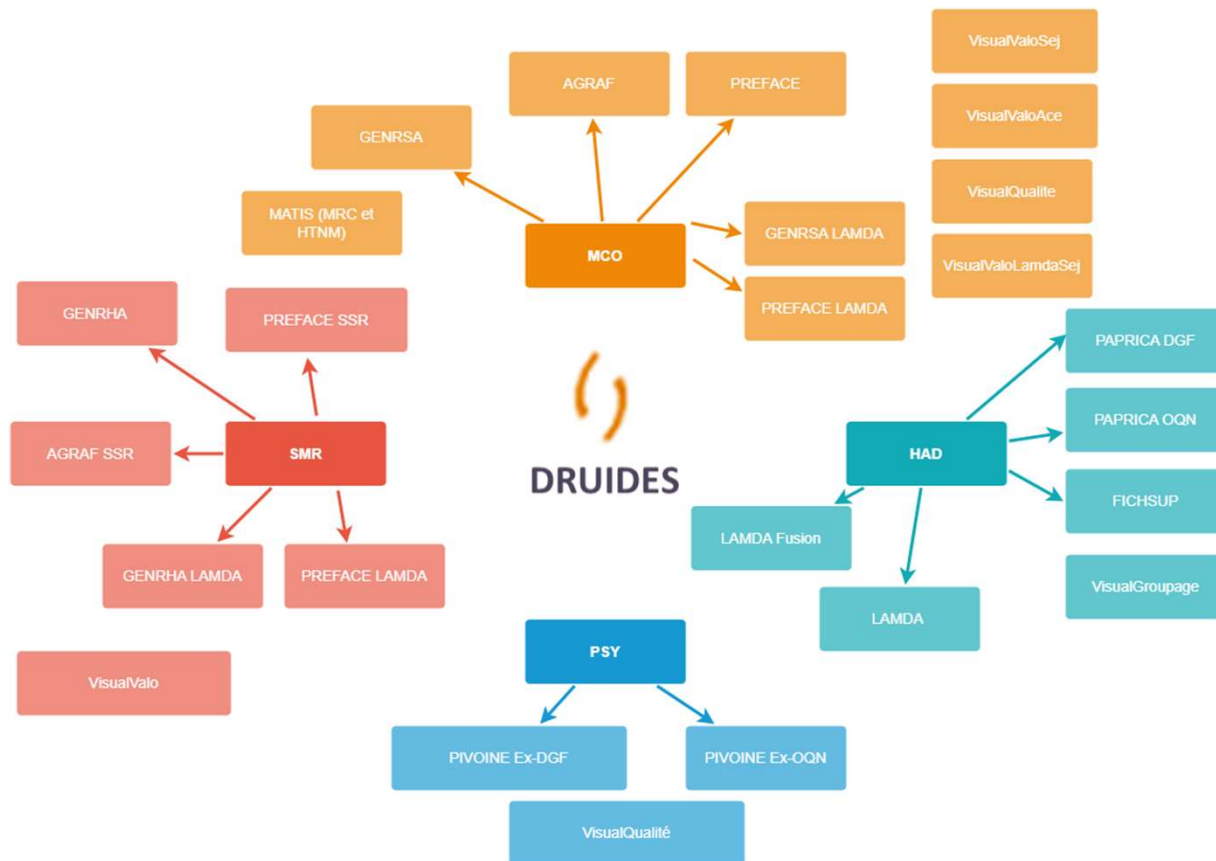 VisualValoSej
AGRAF
PREFACE
VisualValoAce
GENRSA
VisualQualite
MATIS (MRC et
HTNM)
GENRSA LAMDA
MCO
VisualValoLamdaSej
PREFACE LAMDA
GENRHA
PREFACE SSR
PAPRICA DGF
PAPRICA OQN
AGRAF SSR
SMR
HAD
DRUIDES
FICHSUP
LAMDA Fusion
GENRHA LAMDA
PREFACE LAMDA
VisualGroupage
LAMDA
PSY
VisualValo
PIVOINE Ex-DGF
PIVOINE Ex-OQN
VisualQualité